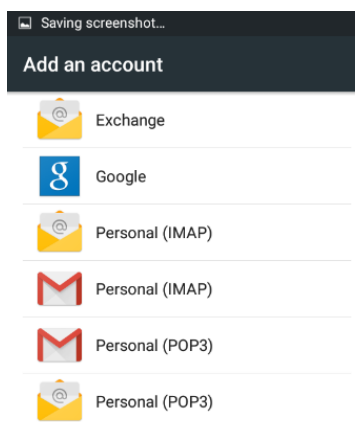 Saving screenshot...
Add an account
@
Exchange
g
Google
@
Personal (IMAP)
M
Personal (IMAP)
M
Personal (POP3)
@
Personal (POP3)